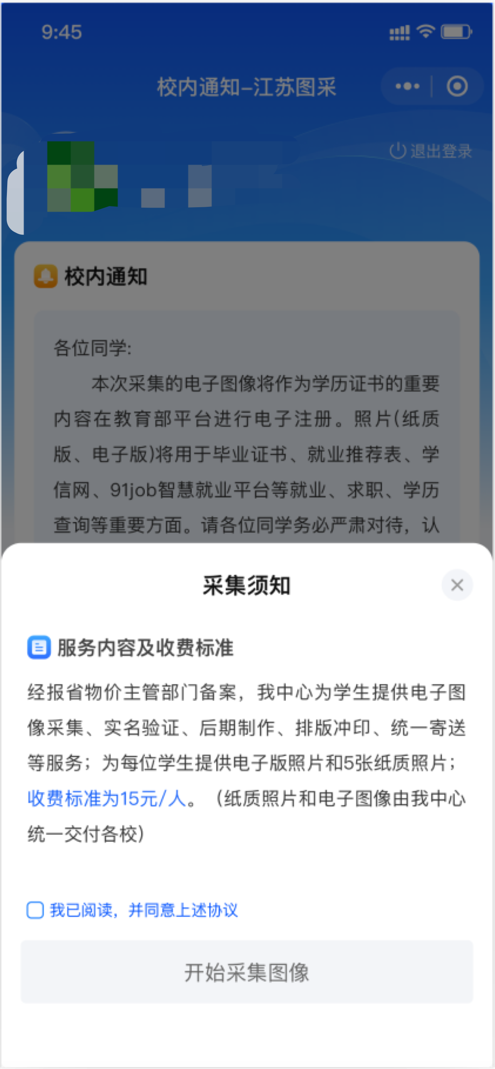 9:45
校内通知-江苏图采
退出登录
校内通知
各位同学:
本次采集的电子图像将作为学历证书的重要
内容在教育部平台进行电子注册。照片(纸质
版、电子版)将用于毕业证书、就业推荐表、学
信网、91job智慧就业平台等就业、求职、学历
查询等重要方面。请各位同学务必严肃对待，认
采集须知
服务内容及收费标准
经报省物价主管部门备案，我中心为学生提供电子图
像采集、实名验证、后期制作、排版冲印、统一寄送
等服务；为每位学生提供电子版照片和5张纸质照片；
收费标准为15元/人。（纸质照片和电子图像由我中心
统一交付各校）
我已阅读，并同意上述协议
开始采集图像